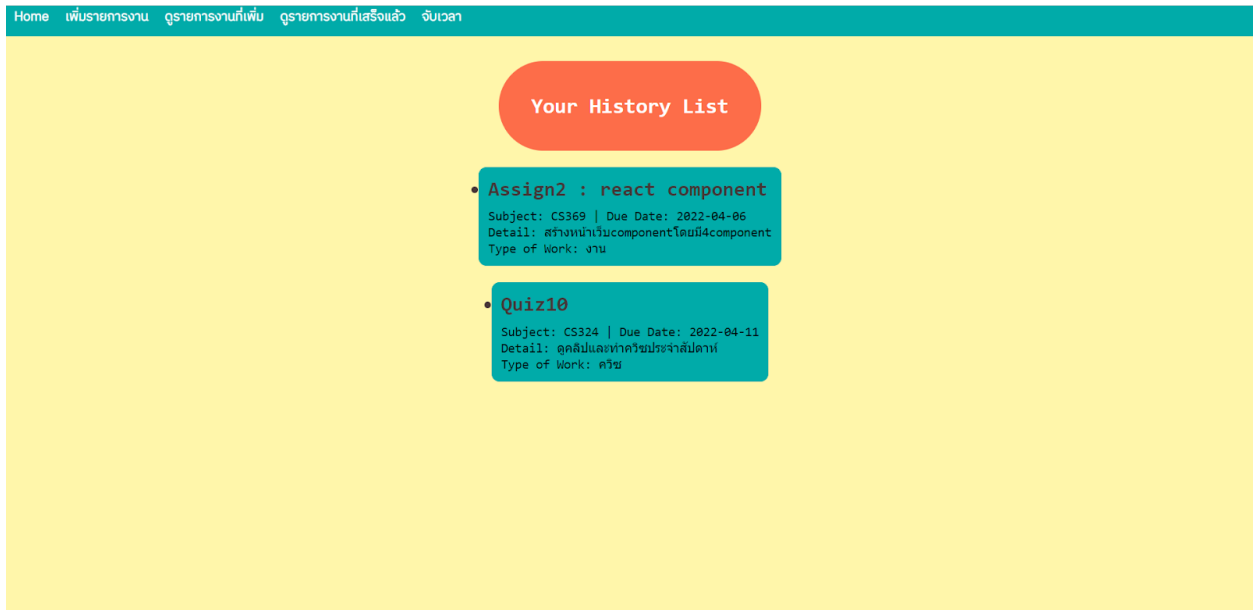 Home เพิ่มรายการงาน ดูรายการงานที่เพิ่ม ดูรายการงานที่เสร็จแล้ว จับเวลา
Your History List
Assign2 : react component
Subject: CS369 | Due Date: 2022-04-06
Detail: สร้างหน้าเว็บcomponentโดยมี4component
Type of Work: งาน
Quiz10
Subject: CS324 | Due Date: 2022-04-11
Detail: ดูคลิปและทำควิซประจำสัปดาห์
Type of Work: ควิซ